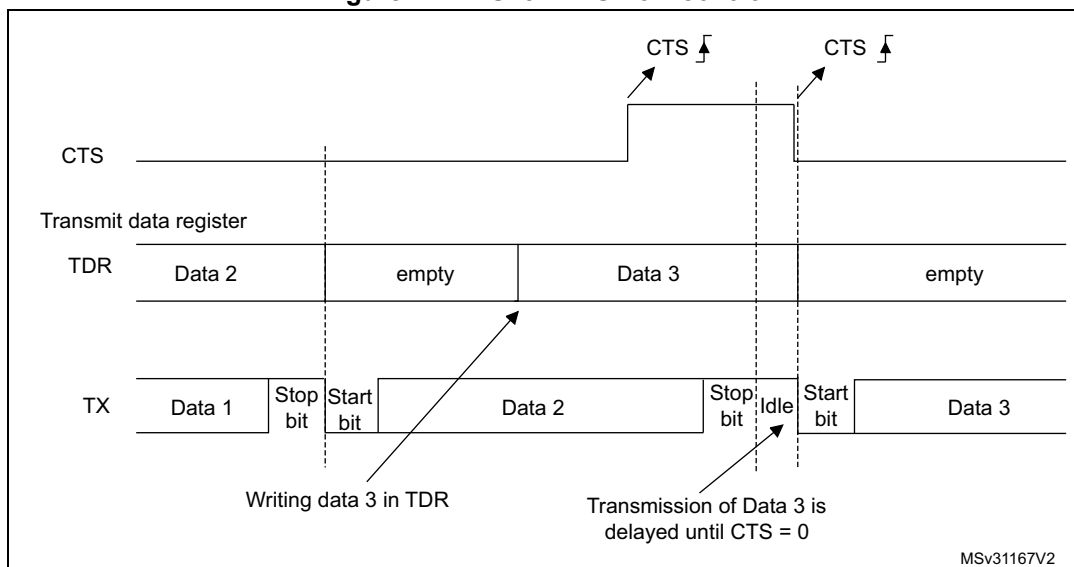 CTS CTS
CTS
Transmit data register
TDR Data 2 empty Data 3 empty
TX Data 1 Stop bit Start bit Data 2 Stop bit Idle Start bit Data 3
Writing data 3 in TDR
Transmission of Data 3 is
delayed until CTS = 0
MSv31167V2